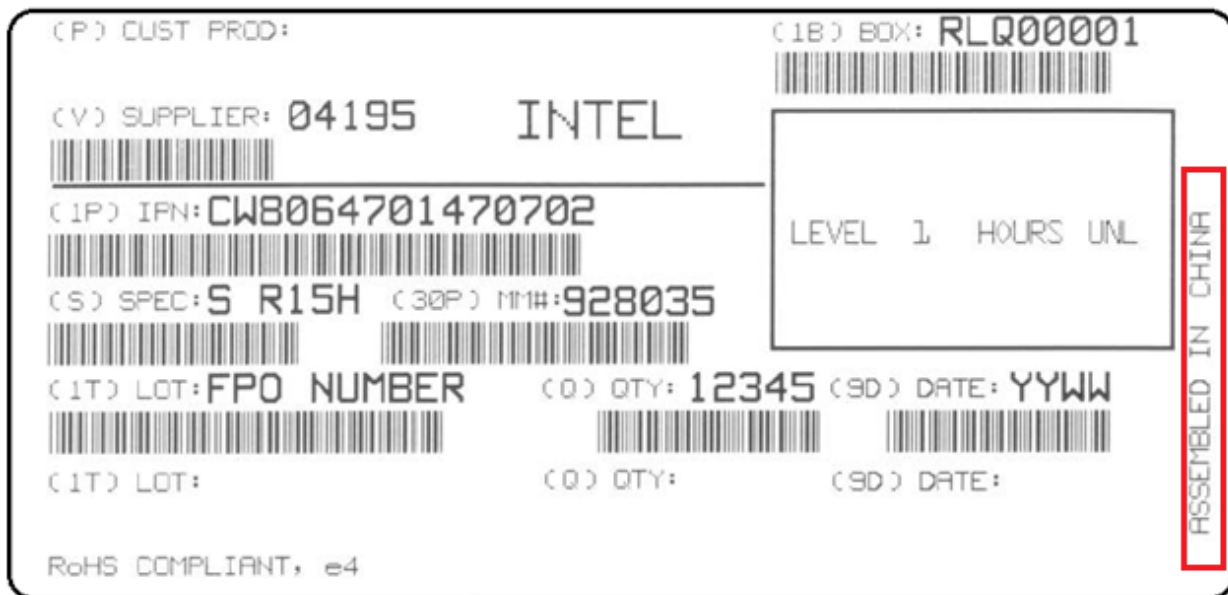 (P) CUST PROD:
(1B) BOX: RLQ00001
(V) SUPPLIER: 04195 INTEL
(1P) IPN: CW8064701470702
LEVEL 1 HOURS UNL
(S) SPEC: S R15H (30P) MM#: 928035
(1T) LOT: FPO NUMBER (Q) QTY: 12345 (9D) DATE: YYWW
(1T) LOT: (Q) QTY: (9D) DATE:
RoHS COMPLIANT, e4
ASSEMBLED IN CHINA